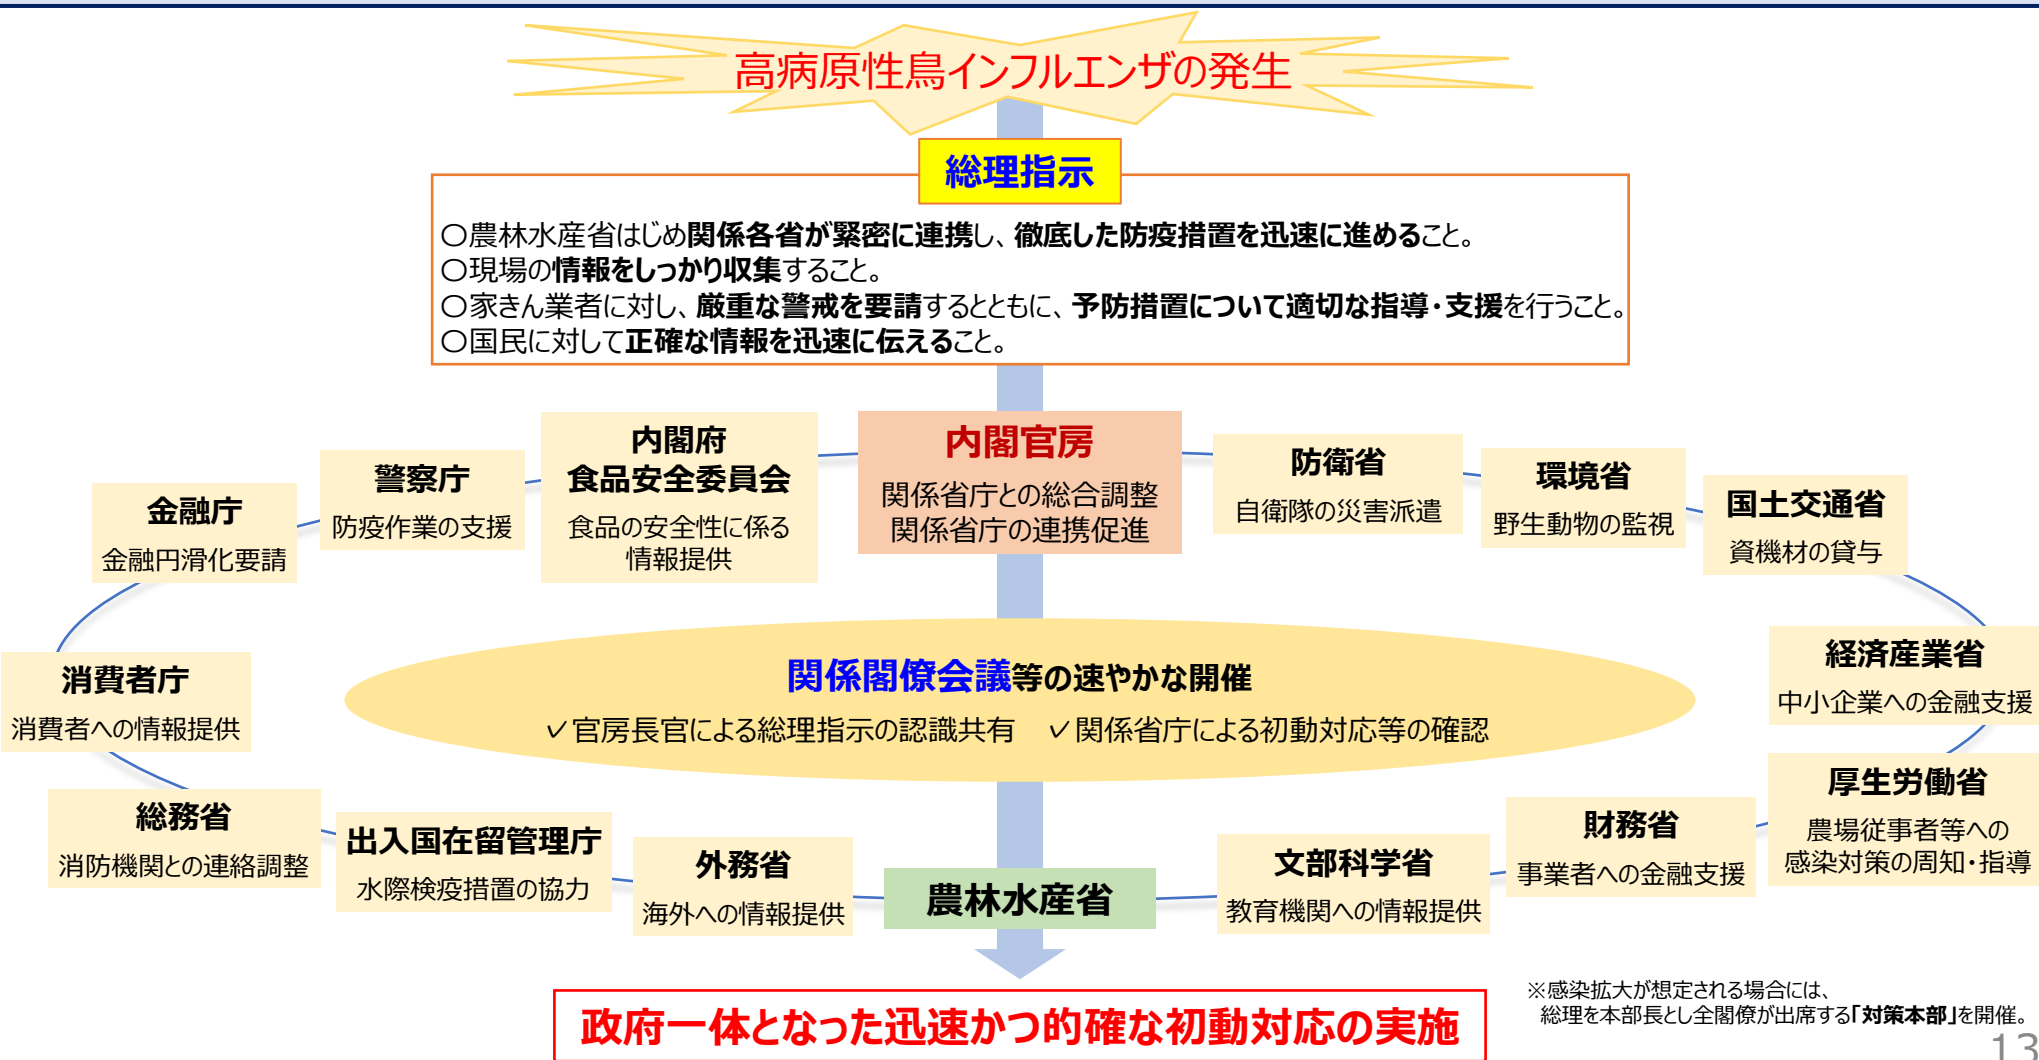 高病原性鳥インフルエンザの発生
総理指示
〇農林水産省はじめ関係各省が緊密に連携し、徹底した防疫措置を迅速に進めること。
〇現場の情報をしっかり収集すること。
〇家きん業者に対し、厳重な警戒を要請するとともに、予防措置について適切な指導・支援を行うこと。
〇国民に対して正確な情報を迅速に伝えること。
内閣官房
関係省庁との総合調整
関係省庁の連携促進
内閣府
食品安全委員会
食品の安全性に係る
情報提供
警察庁
防疫作業の支援
金融庁
金融円滑化要請
防衛省
自衛隊の災害派遣
環境省
野生動物の監視
国土交通省
資機材の貸与
関係閣僚会議等の速やかな開催
✓官房長官による総理指示の認識共有　✓関係省庁による初動対応等の確認
消費者庁
消費者への情報提供
経済産業省
中小企業への金融支援
総務省
消防機関との連絡調整
出入国在留管理庁
水際検疫措置の協力
外務省
海外への情報提供
農林水産省
文部科学省
教育機関への情報提供
財務省
事業者への金融支援
厚生労働省
農場従事者等への
感染対策の周知・指導
政府一体となった迅速かつ的確な初動対応の実施
※感染拡大が想定される場合には、
総理を本部長とし全閣僚が出席する「対策本部」を開催。
13